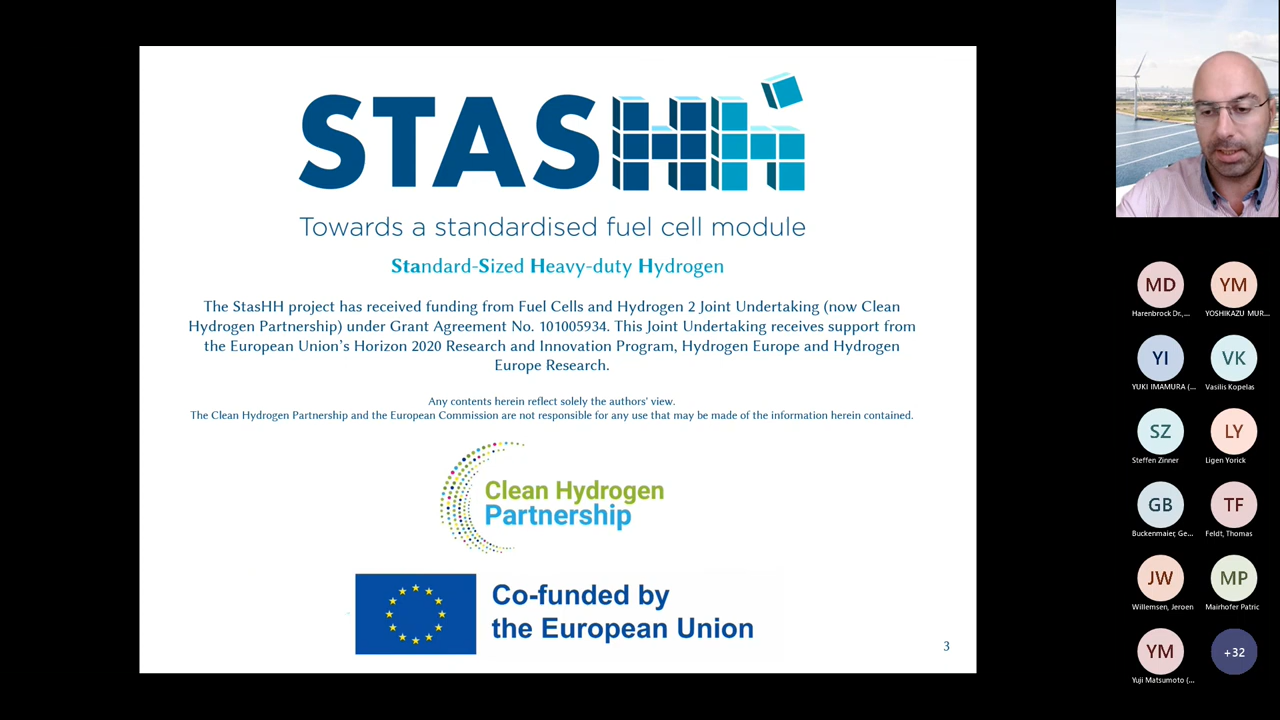 STASHH
Towards a standardised fuel cell module
Standard-Sized Heavy-duty Hydrogen
The StasHH project has received funding from Fuel Cells and Hydrogen 2 Joint Undertaking (now Clean
Hydrogen Partnership) under Grant Agreement No. 101005934. This Joint Undertaking receives support from
the European Union’s Horizon 2020 Research and Innovation Program, Hydrogen Europe and Hydrogen
Europe Research.
Any contents herein reflect solely the authors’ view.
The Clean Hydrogen Partnership and the European Commission are not responsible for any use that may be made of the information herein contained.
Clean Hydrogen
Partnership
Co-funded by
the European Union
3
MD YM
Harenbrock Dr.,... YOSHIKAZU MUR...
YI VK
YUKI IMAMURA (... Vasilis Kopelas
SZ LY
Steffen Zinner Ligen Yorick
GB TF
Buckenmaier, Ge... Feldt, Thomas
JW MP
Willemsen, Jeroen Mairhofer Patric
YM +32
Yuji Matsumoto (...